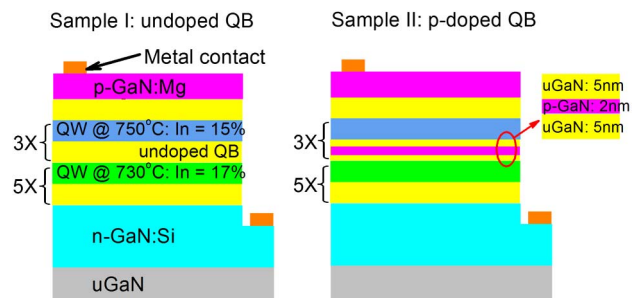 Sample I: undoped QB
Sample II: p-doped QB
Metal contact
p-GaN:Mg
QW @ 750°C: In = 15%
3X
undoped QB
QW @ 730°C: In = 17%
5X
n-GaN:Si
uGaN
uGaN: 5nm
p-GaN: 2nm
uGaN: 5nm
3X
5X